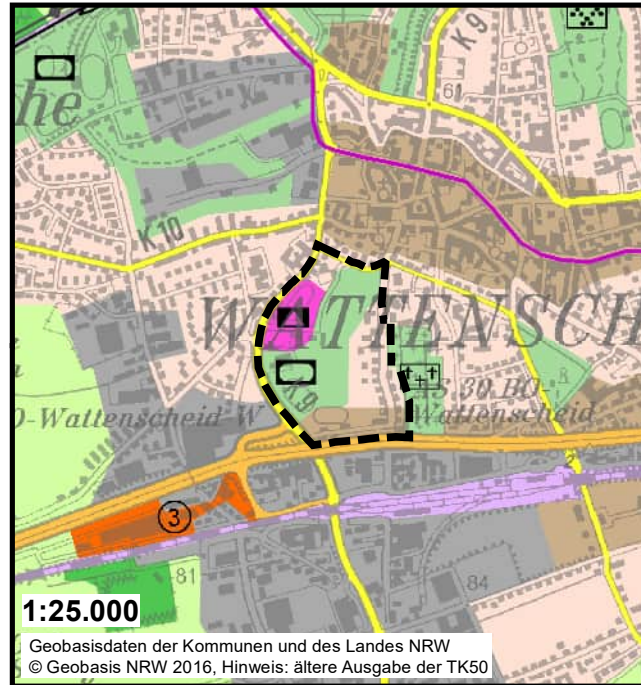 K 9
61
he
K 10
WATTENSCH
K 9
AS 30 BO-
O-Wattenscheid-W
Wattenscheid
3
81
84
1:25.000
Geobasisdaten der Kommunen und des Landes NRW
© Geobasis NRW 2016, Hinweis: ältere Ausgabe der TK50